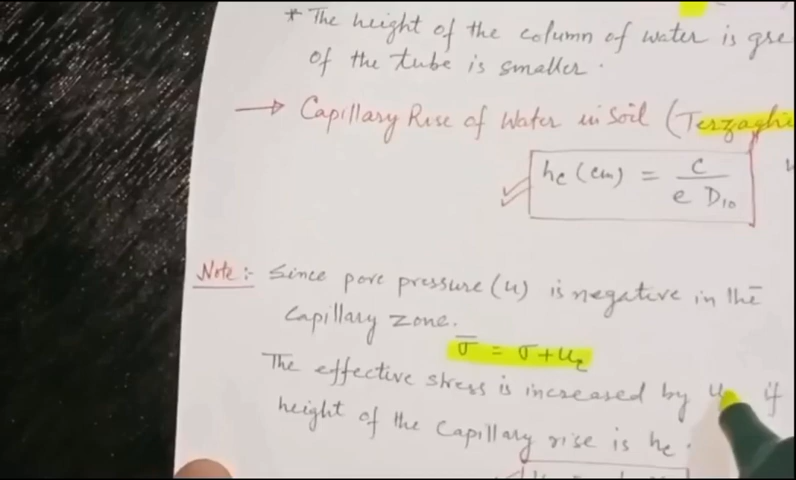 * The height of the column of water is gre
of the tube is smaller.
→ Capillary Rise of Water in Soil (Terzaghi
hc (cm) = C / e D10
Note:- Since pore pressure (u) is negative in the
Capillary zone.
σ̅ = σ + uc
The effective stress is increased by u if
height of the Capillary rise is hc.